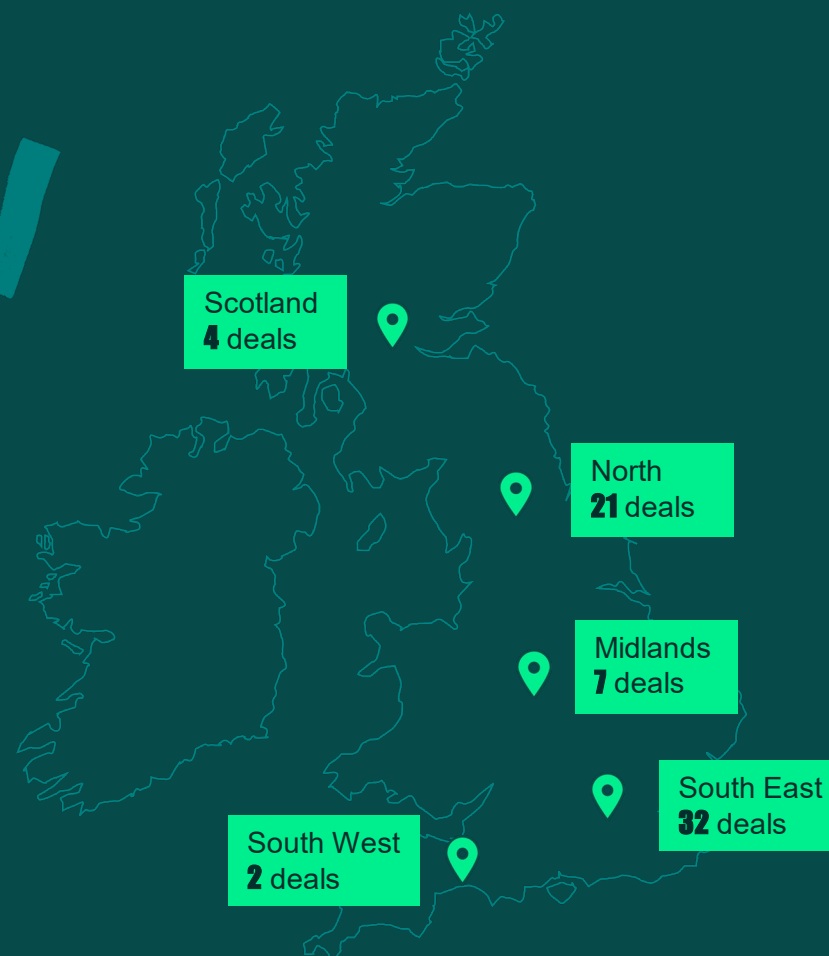 Scotland
4 deals
North
21 deals
Midlands
7 deals
South East
32 deals
South West
2 deals